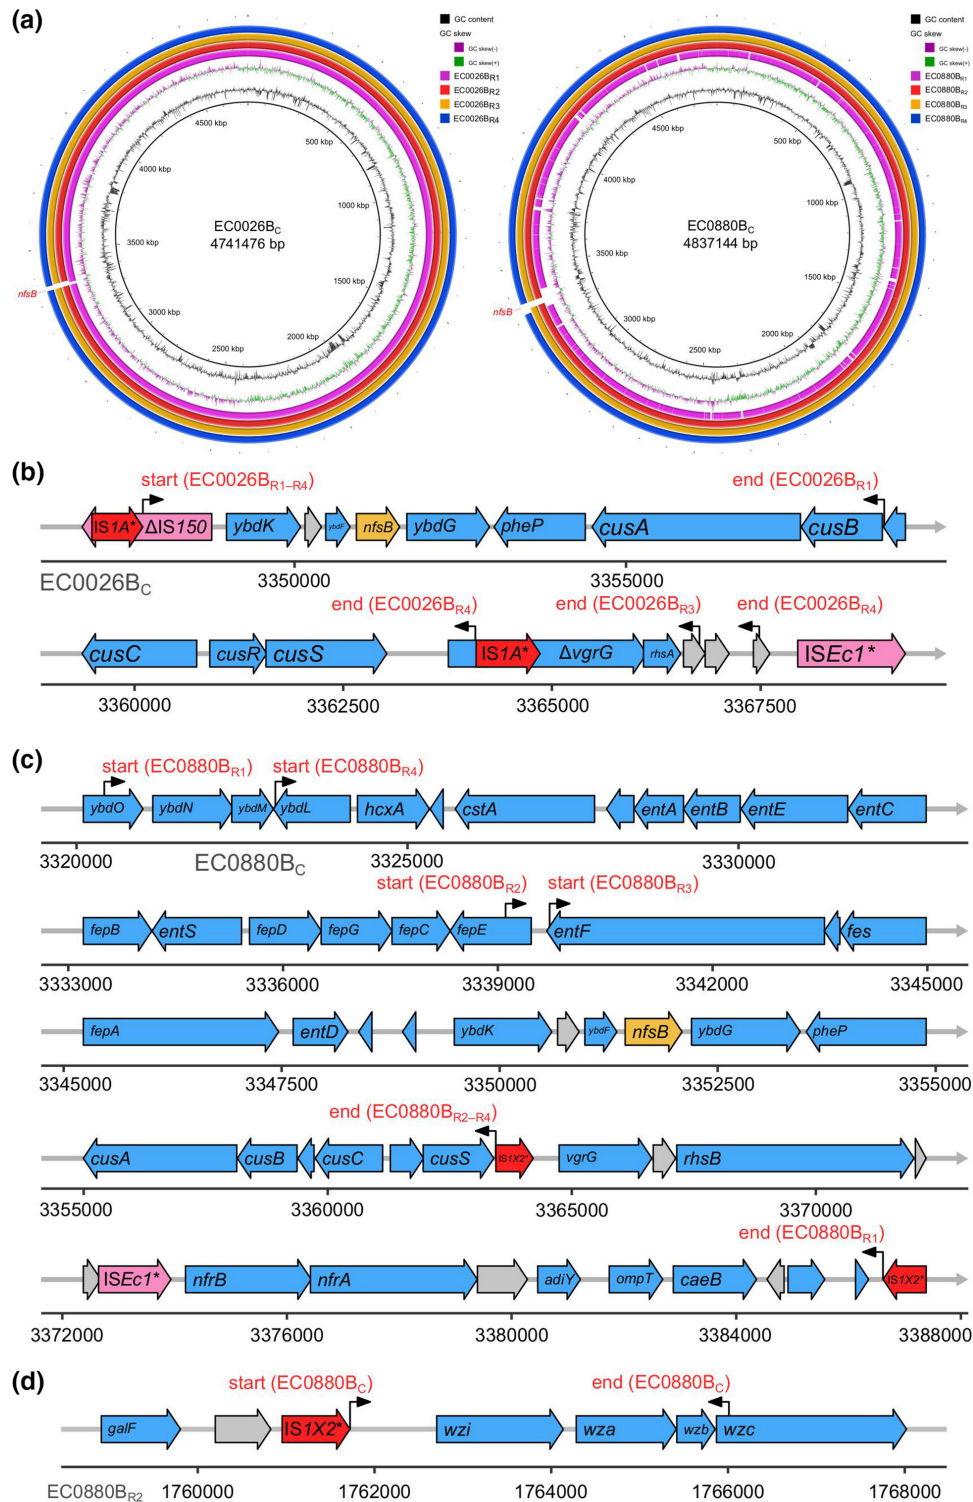 (a)
GC content
GC skew
GC skew(-)
GC skew(+)
EC0026BR1
EC0026BR2
EC0026BR3
EC0026BR4
4500 kbp
500 kbp
4000 kbp
1000 kbp
EC0026BC
4741476 bp
3500 kbp
1500 kbp
3000 kbp
2000 kbp
2500 kbp
nfsB
GC content
GC skew
GC skew(-)
GC skew(+)
EC0880BR1
EC0880BR2
EC0880BR3
EC0880BR4
4500 kbp
500 kbp
4000 kbp
1000 kbp
EC0880BC
4837144 bp
3500 kbp
1500 kbp
3000 kbp
2000 kbp
2500 kbp
nfsB
(b)
start (EC0026BR1–R4) end (EC0026BR1)
IS1A* ΔIS150 ybdK ybdF nfsB ybdG pheP cusA cusB
3350000 3355000
EC0026BC
end (EC0026BR4) end (EC0026BR3) end (EC0026BR4)
cusC cusR cusS IS1A* ΔvgrG rhsA ISEc1*
3360000 3362500 3365000 3367500
(c)
start (EC0880BR1) start (EC0880BR4)
ybdO ybdN ybdM ybdL hcxA cstA entA entB entE entC
3320000 3325000 3330000
EC0880BC
start (EC0880BR2) start (EC0880BR3)
fepB entS fepD fepG fepC fepE entF fes
3333000 3336000 3339000 3342000 3345000
fepA entD ybdK ybdF nfsB ybdG pheP
3345000 3347500 3350000 3352500 3355000
end (EC0880BR2–R4)
cusA cusB cusC cusS IS1X2* vgrG rhsB
3355000 3360000 3365000 3370000
end (EC0880BR1)
ISEc1* nfrB nfrA adiY ompT caeB IS1X2*
3372000 3376000 3380000 3384000 3388000
(d)
start (EC0880BC) end (EC0880BC)
galF IS1X2* wzi wza wzb wzc
1760000 1762000 1764000 1766000 1768000
EC0880BR2